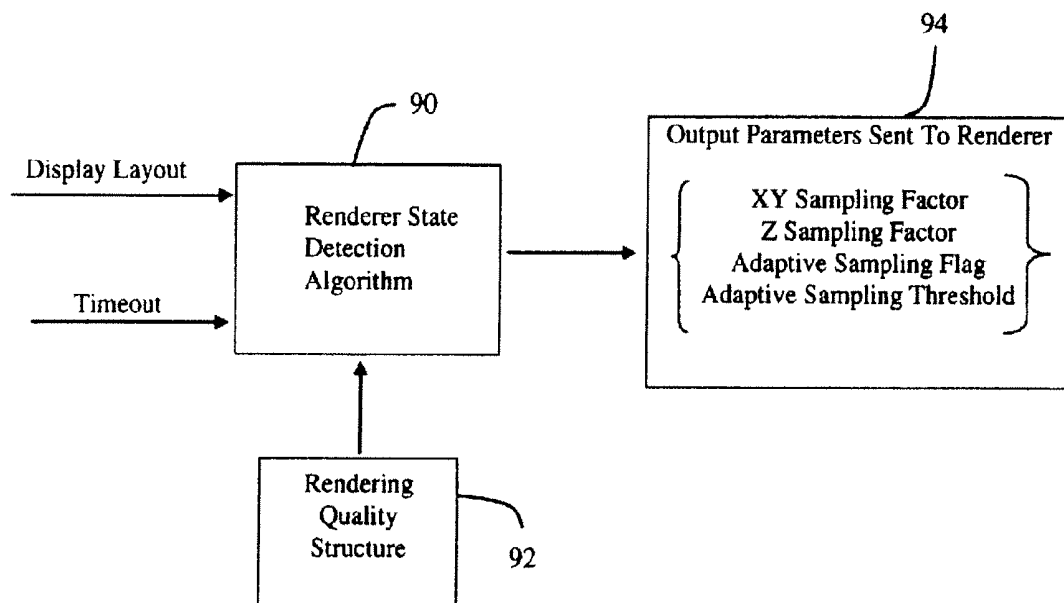 94
90
Output Parameters Sent To Renderer
Display Layout
XY Sampling Factor
Renderer State
Z Sampling Factor
Detection
Adaptive Sampling Flag
Algorithm
Adaptive Sampling Threshold
Timeout
Rendering
Quality
Structure
92